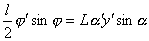 l/2 φ' sin φ = Lα'y' sin α